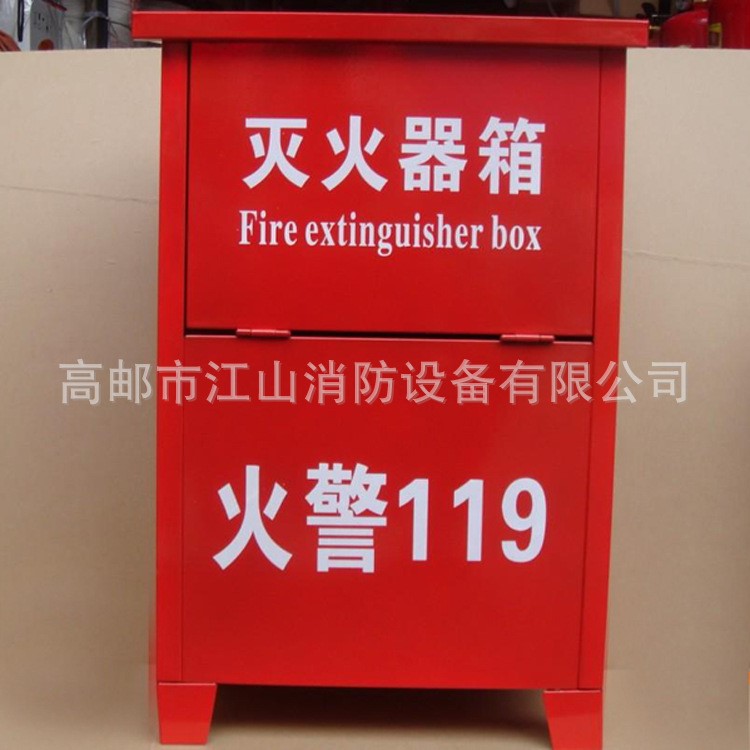 灭火器箱
Fire extinguisher box
高邮市江山消防设备有限公司
火警119